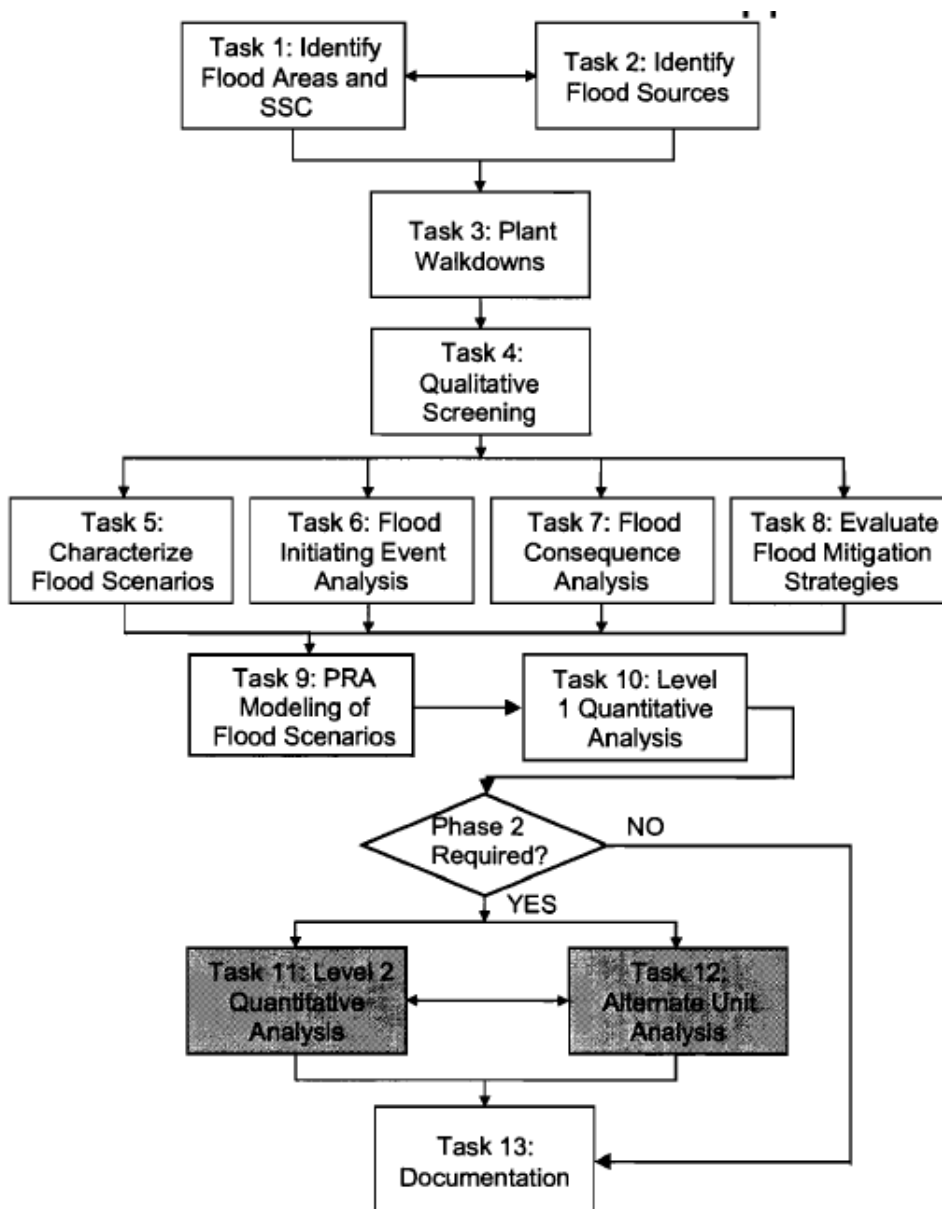 Task 1: Identify
Flood Areas and
SSC
Task 2: Identify
Flood Sources
Task 3: Plant
Walkdowns
Task 4:
Qualitative
Screening
Task 5:
Characterize
Flood Scenarios
Task 6: Flood
Initiating Event
Analysis
Task 7: Flood
Consequence
Analysis
Task 8: Evaluate
Flood Mitigation
Strategies
Task 9: PRA
Modeling of
Flood Scenarios
Task 10: Level
1 Quantitative
Analysis
Phase 2
Required?
NO
YES
Task 11: Level 2
Quantitative
Analysis
Task 12:
Alternate Unit
Analysis
Task 13:
Documentation